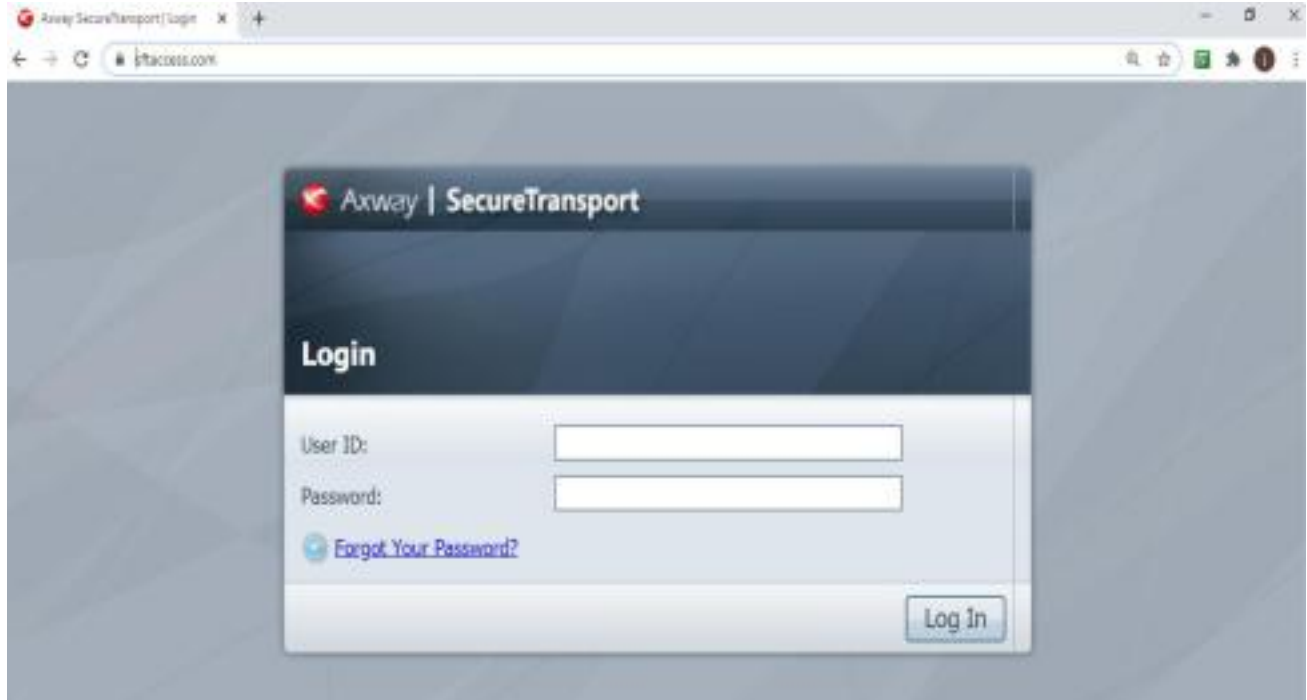 Axway SecureTransport | Login
sftaccess.com
Axway | SecureTransport
Login
User ID:
Password:
Forgot Your Password?
Log In